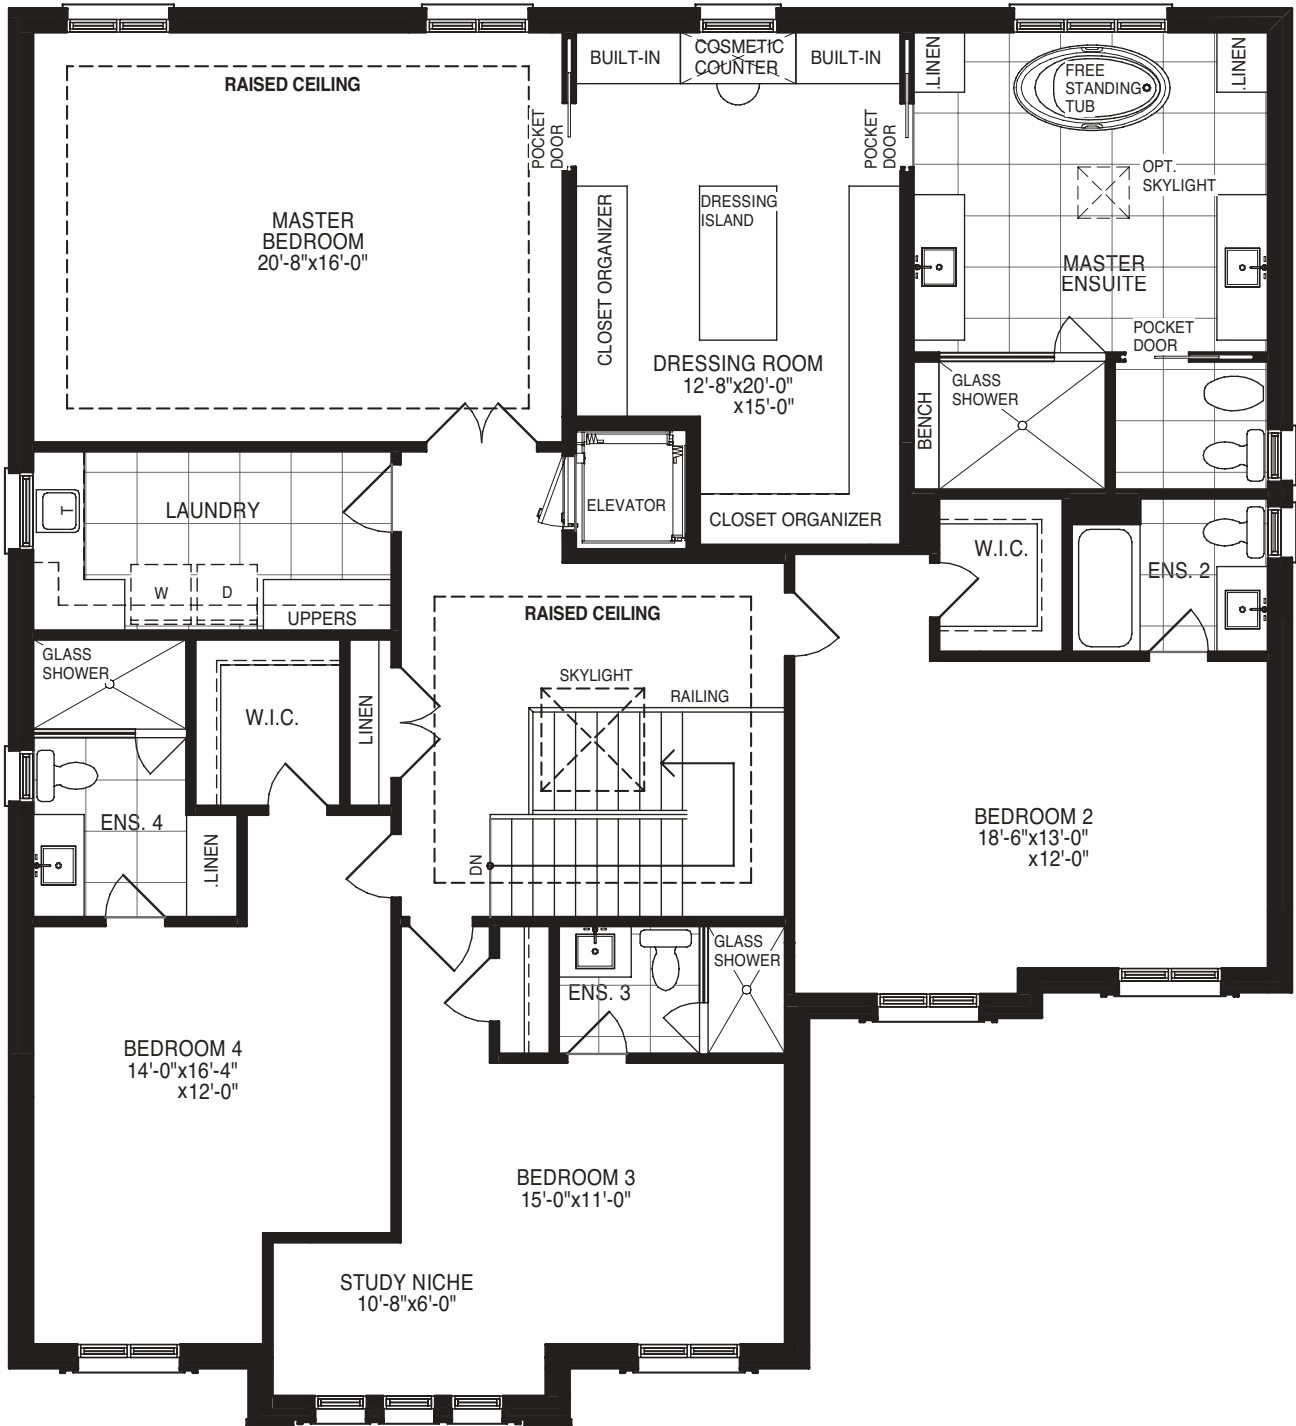 BUILT-IN
COSMETIC
COUNTER
BUILT-IN
.LINEN
.LINEN
FREE
STANDING
TUB
RAISED CEILING
POCKET
DOOR
POCKET
DOOR
OPT.
SKYLIGHT
MASTER
BEDROOM
20'-8"x16'-0"
CLOSET ORGANIZER
DRESSING
ISLAND
MASTER
ENSUITE
POCKET
DOOR
DRESSING ROOM
12'-8"x20'-0"
x15'-0"
BENCH
GLASS
SHOWER
LAUNDRY
T
ELEVATOR
CLOSET ORGANIZER
W.I.C.
ENS. 2
W
D
UPPERS
RAISED CEILING
GLASS
SHOWER
W.I.C.
LINEN
SKYLIGHT
RAILING
ENS. 4
.LINEN
DN
BEDROOM 2
18'-6"x13'-0"
x12'-0"
GLASS
SHOWER
ENS. 3
BEDROOM 4
14'-0"x16'-4"
x12'-0"
BEDROOM 3
15'-0"x11'-0"
STUDY NICHE
10'-8"x6'-0"